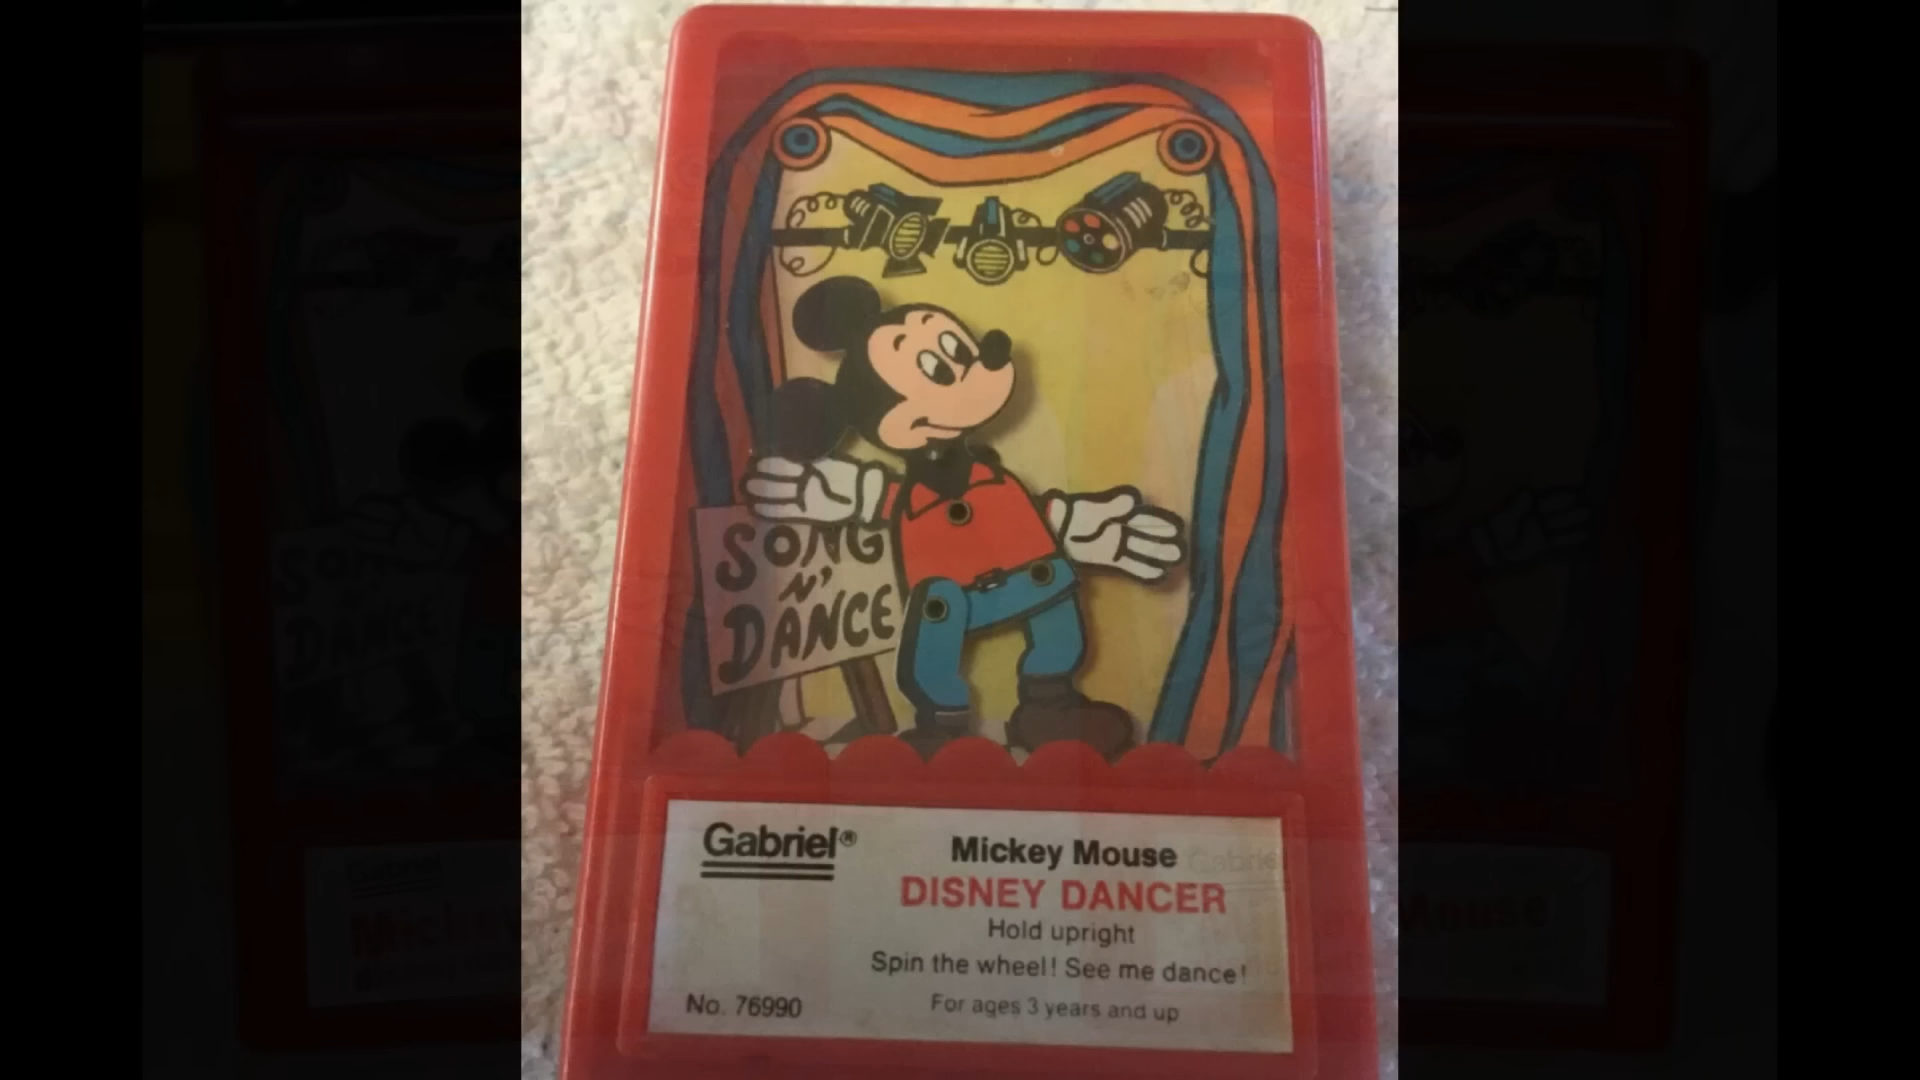 SONG
N'
DANCE
Gabriel®
Mickey Mouse
DISNEY DANCER
Hold upright
Spin the wheel! See me dance!
No. 76990
For ages 3 years and up